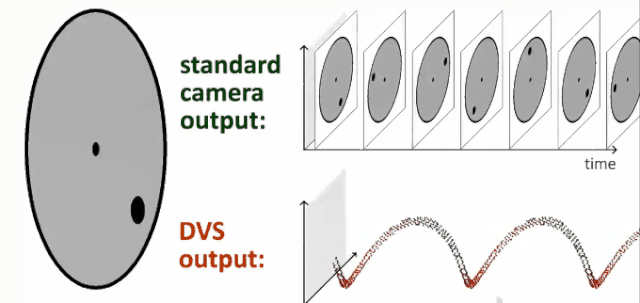 standard
camera
output:
time
DVS
output: